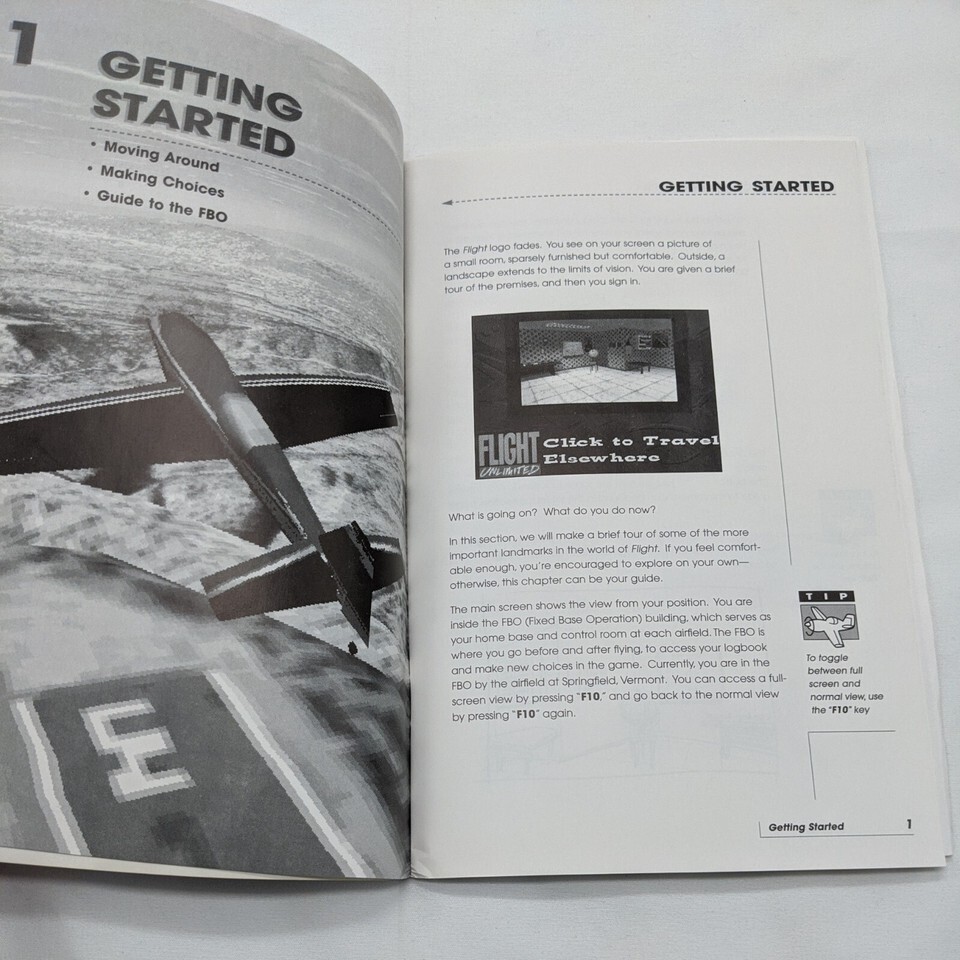 1
GETTING
STARTED
• Moving Around
• Making Choices
• Guide to the FBO
GETTING STARTED
The Flight logo fades. You see on your screen a picture of
a small room, sparsely furnished but comfortable. Outside, a
landscape extends to the limits of vision. You are given a brief
tour of the premises, and then you sign in.
FLIGHT
UNLIMITED
Click to Travel
Elsewhere
What is going on? What do you do now?
In this section, we will make a brief tour of some of the more
important landmarks in the world of Flight. If you feel comfort-
able enough, you're encouraged to explore on your own—
otherwise, this chapter can be your guide.
The main screen shows the view from your position. You are
inside the FBO (Fixed Base Operation) building, which serves as
your home base and control room at each airfield. The FBO is
where you go before and after flying, to access your logbook
and make new choices in the game. Currently, you are in the
FBO by the airfield at Springfield, Vermont. You can access a full-
screen view by pressing "F10," and go back to the normal view
by pressing "F10" again.
TIP
To toggle
between full
screen and
normal view, use
the "F10" key
Getting Started 1